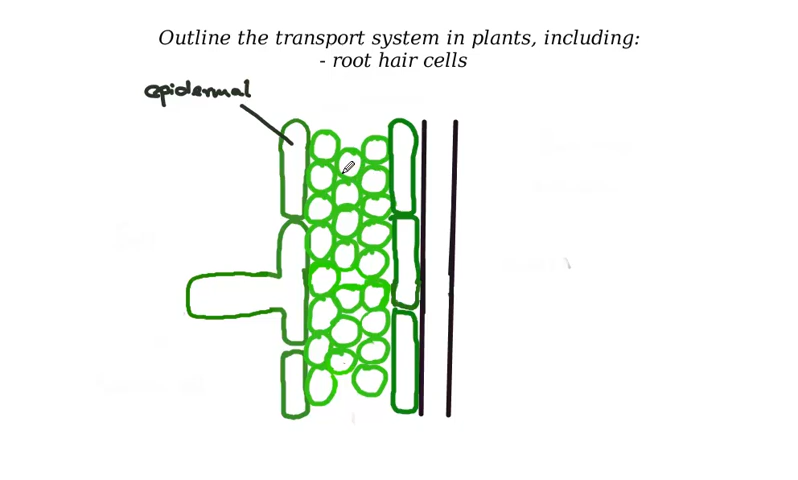 Outline the transport system in plants, including:
- root hair cells
epidermal